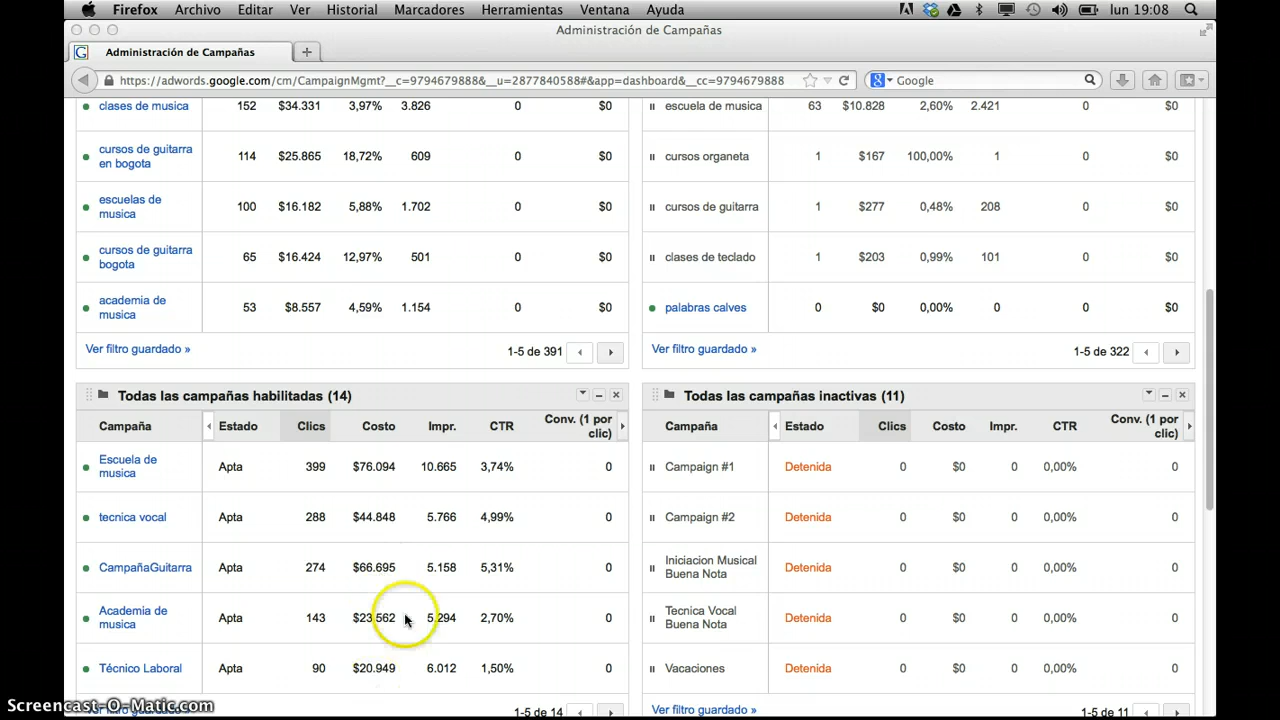 Firefox Archivo Editar Ver Historial Marcadores Herramientas Ventana Ayuda lun 19:08
Administración de Campañas
Administración de Campañas
https://adwords.google.com/cm/CampaignMgmt?__c=9794679888&__u=2877840588#&app=dashboard&__cc=9794679888
Google
clases de musica 152 $34.331 3,97% 3.826 0 $0
cursos de guitarra en bogota 114 $25.865 18,72% 609 0 $0
escuelas de musica 100 $16.182 5,88% 1.702 0 $0
cursos de guitarra bogota 65 $16.424 12,97% 501 0 $0
academia de musica 53 $8.557 4,59% 1.154 0 $0
Ver filtro guardado » 1-5 de 391
escuela de musica 63 $10.828 2,60% 2.421 0 $0
cursos organeta 1 $167 100,00% 1 0 $0
cursos de guitarra 1 $277 0,48% 208 0 $0
clases de teclado 1 $203 0,99% 101 0 $0
palabras calves 0 $0 0,00% 0 0 $0
Ver filtro guardado » 1-5 de 322
Todas las campañas habilitadas (14)
Campaña Estado Clics Costo Impr. CTR Conv. (1 por clic)
Escuela de musica Apta 399 $76.094 10.665 3,74% 0
tecnica vocal Apta 288 $44.848 5.766 4,99% 0
CampañaGuitarra Apta 274 $66.695 5.158 5,31% 0
Academia de musica Apta 143 $23.562 5.294 2,70% 0
Técnico Laboral Apta 90 $20.949 6.012 1,50% 0
Ver filtro guardado » 1-5 de 14
Todas las campañas inactivas (11)
Campaña Estado Clics Costo Impr. CTR Conv. (1 por clic)
Campaign #1 Detenida 0 $0 0 0,00% 0
Campaign #2 Detenida 0 $0 0 0,00% 0
Iniciacion Musical Buena Nota Detenida 0 $0 0 0,00% 0
Tecnica Vocal Buena Nota Detenida 0 $0 0 0,00% 0
Vacaciones Detenida 0 $0 0 0,00% 0
Ver filtro guardado » 1-5 de 11
Screencast-O-Matic.com